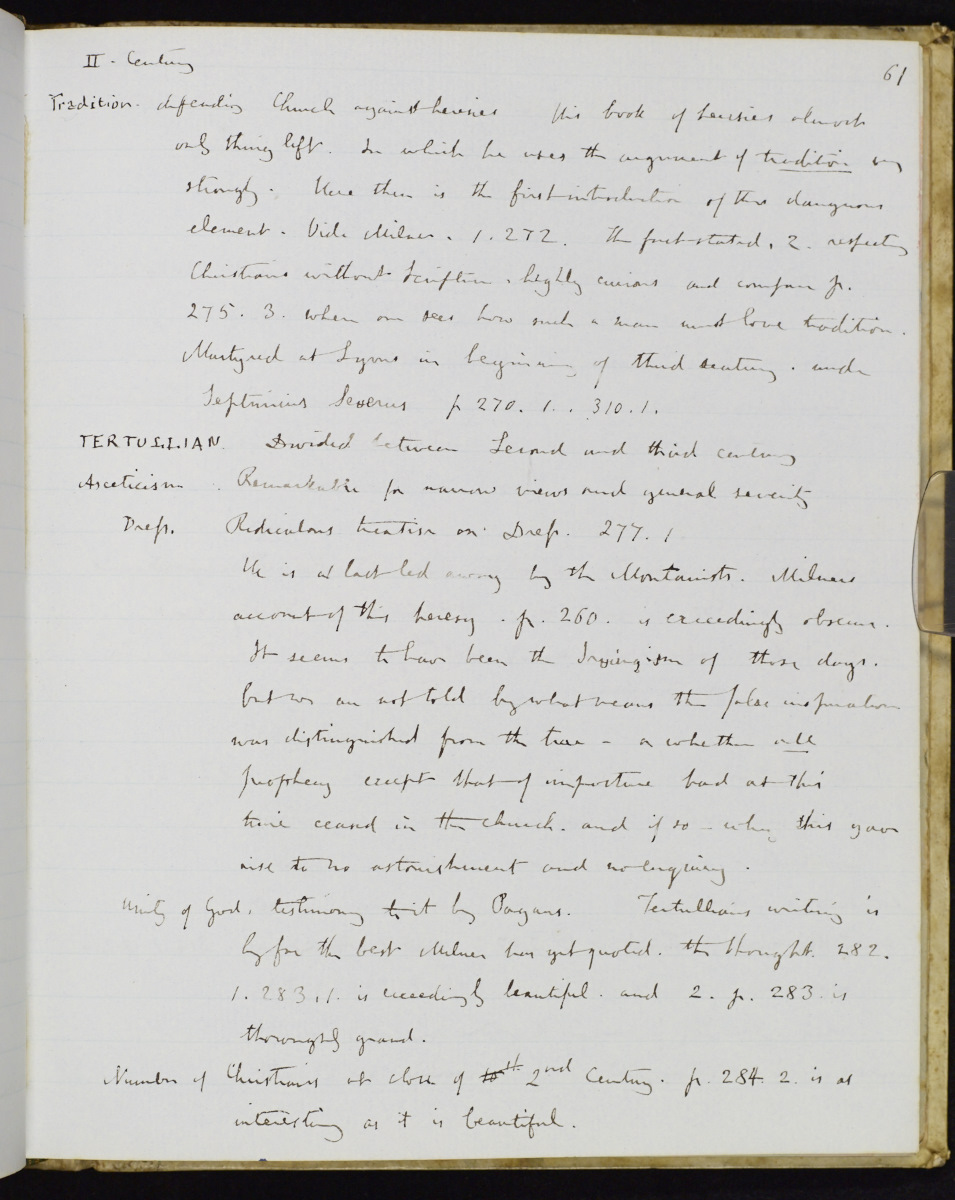 II - Century
61
Tradition. defending Church against heresies His book of heresies almost
only thing left. In which he uses the argument of tradition very
strongly. Here then is the first introduction of this dangerous
element. Vide Milner. 1. 272. The fact stated, 2. respecting
Christians without Scripture. highly curious and compare p.
275. 3. where one sees how such a man must love tradition.
Martyred at Lyons in beginning of third century. under
Septimius Severus p 270. 1. . 310. 1.
TERTULLIAN. Divided between Second and third century
Asceticism. Remarkable for narrow views and general severity
Dress. Ridiculous treatise on Dress. 277. 1
He is at last led away by the Montanists. Milners
account of this heresy. p. 260. is exceedingly obscure.
It seems to have been the Irvingism of those days.
but we are not told by what means the false inspiration
was distinguished from the true - or whether all
prophecy except that of imposture had at this
time ceased in the church. and if so - why this gave
rise to no astonishment and no enquiry.
Unity of God, testimony to it by Pagans. Tertullians writing is
by far the best Milner has yet quoted. the thought. 282.
1. 283, 1. is exceedingly beautiful. and 2. p. 283. is
thoroughly grand.
Number of Christians at close of 2nd Century. p. 284. 2. is as
interesting as it is beautiful.